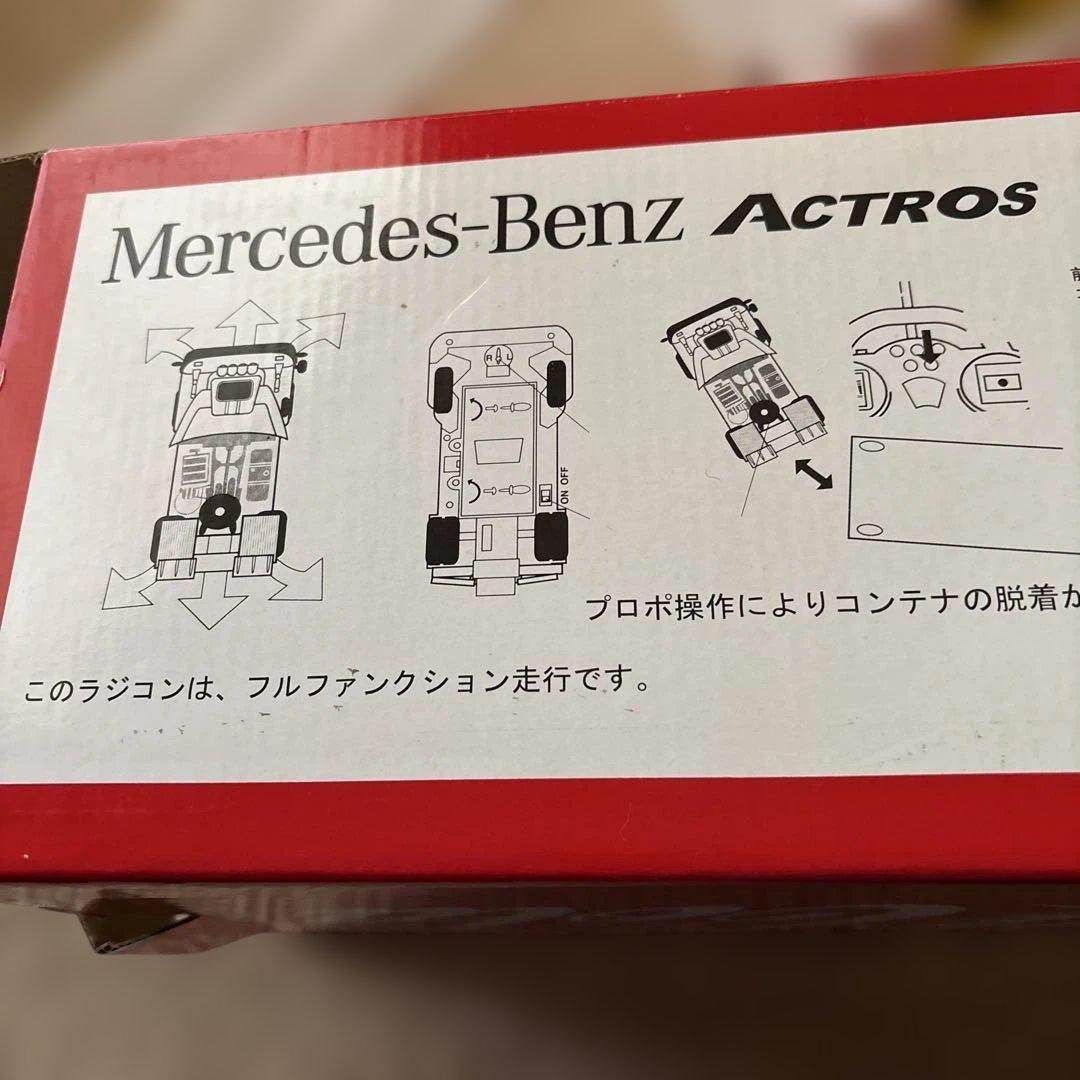 Mercedes-Benz ACTROS
R L
ON OFF
プロポ操作によりコンテナの脱着が
このラジコンは、フルファンクション走行です。